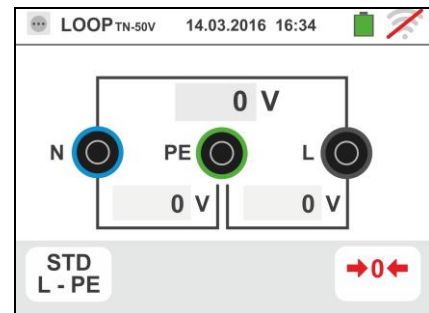 LOOP TN-50V 14.03.2016 16:34
0 V
N PE L
0 V 0 V
STD
L - PE
→0←